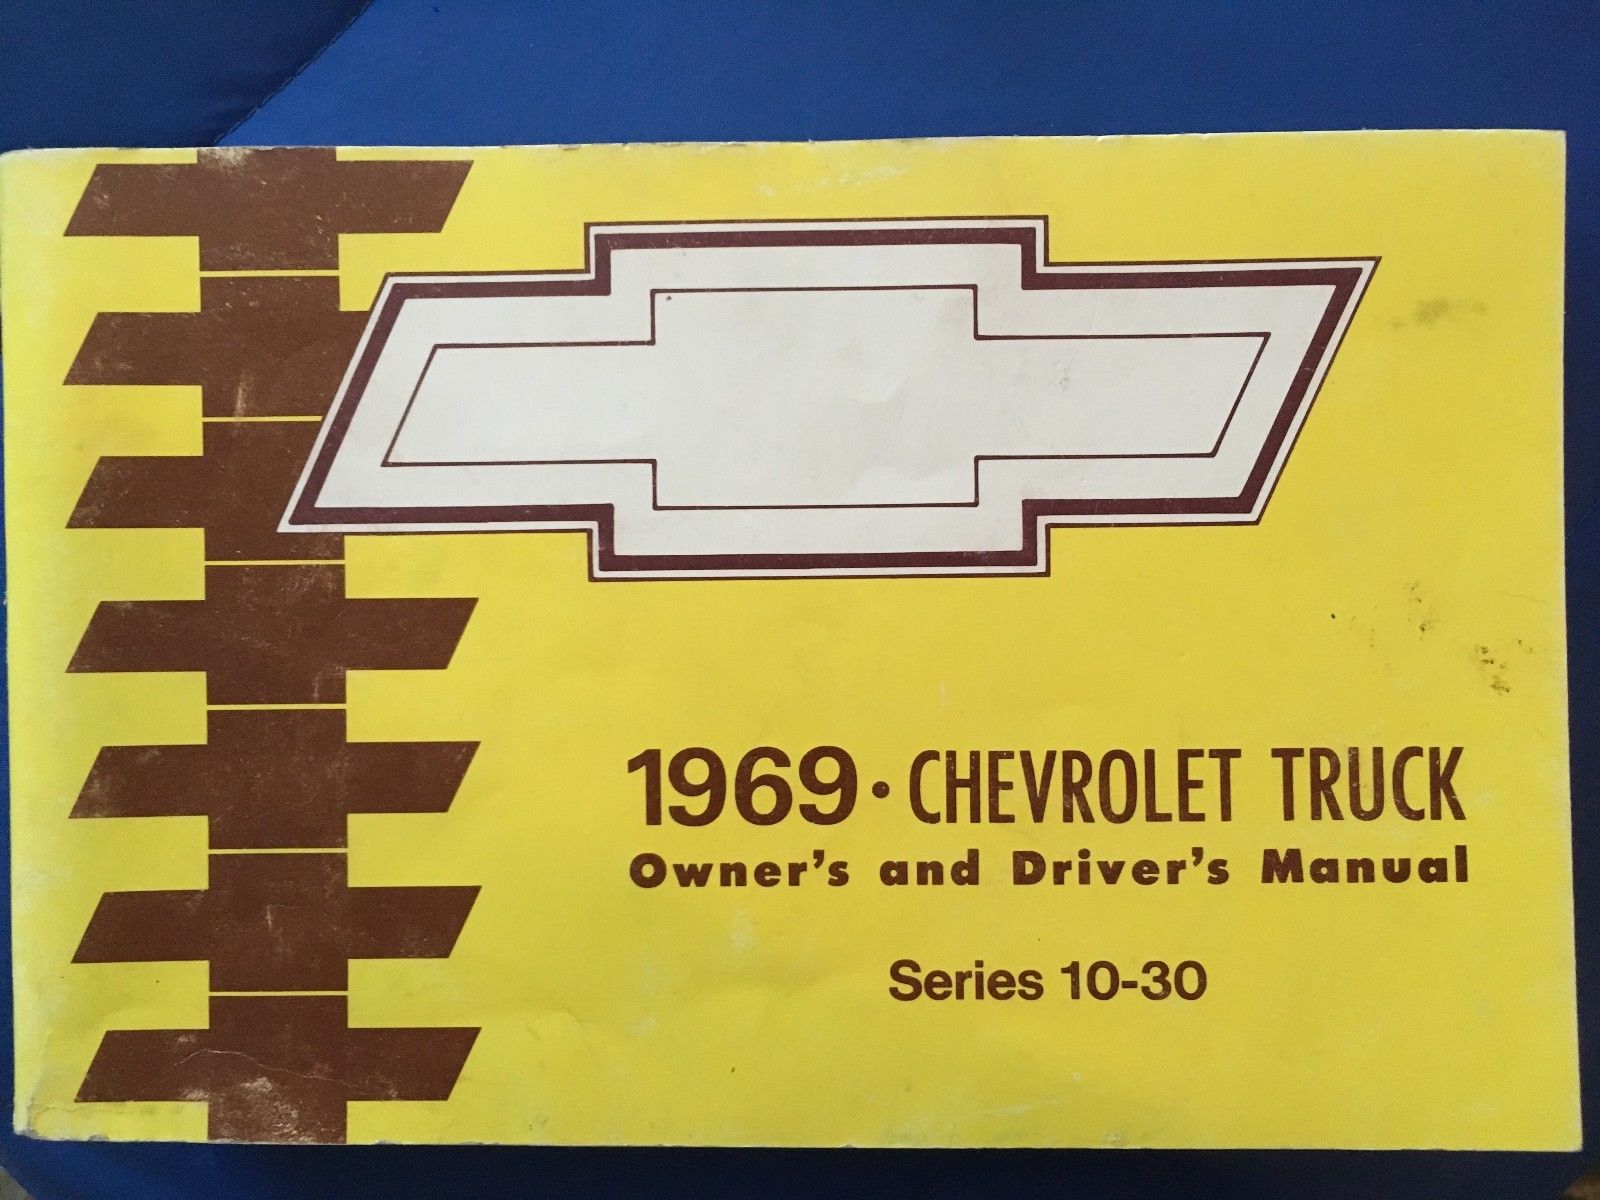 1969 • CHEVROLET TRUCK
Owner's and Driver's Manual
Series 10-30